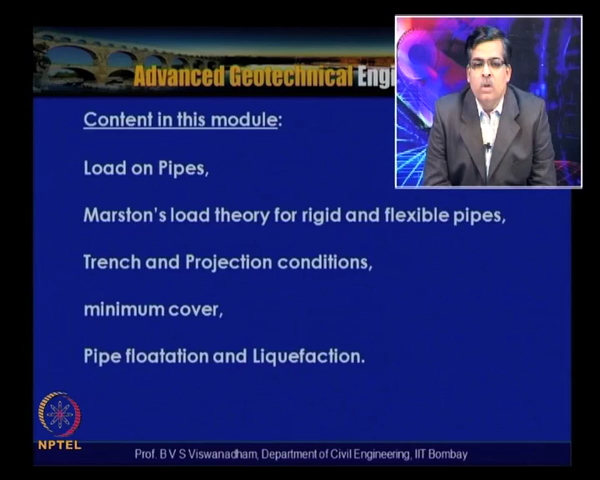 Advanced Geotechnical Engi
Content in this module:
Load on Pipes,
Marston's load theory for rigid and flexible pipes,
Trench and Projection conditions,
minimum cover,
Pipe floatation and Liquefaction.
NPTEL
Prof. B V S Viswanadham, Department of Civil Engineering, IIT Bombay